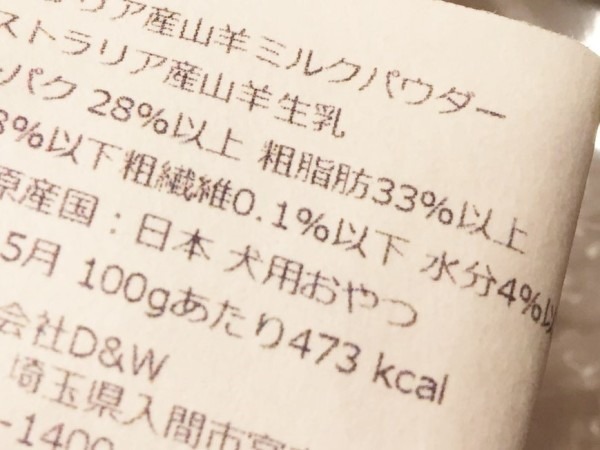 ラリア産山羊ミルクパウダー
ストラリア産山羊生乳
パク 28%以上 粗脂肪33%以上
8%以下粗繊維0.1%以下 水分4%以
原産国：日本 犬用おやつ
5月 100gあたり473 kcal
会社D&W
埼玉県入間市宮
-1400